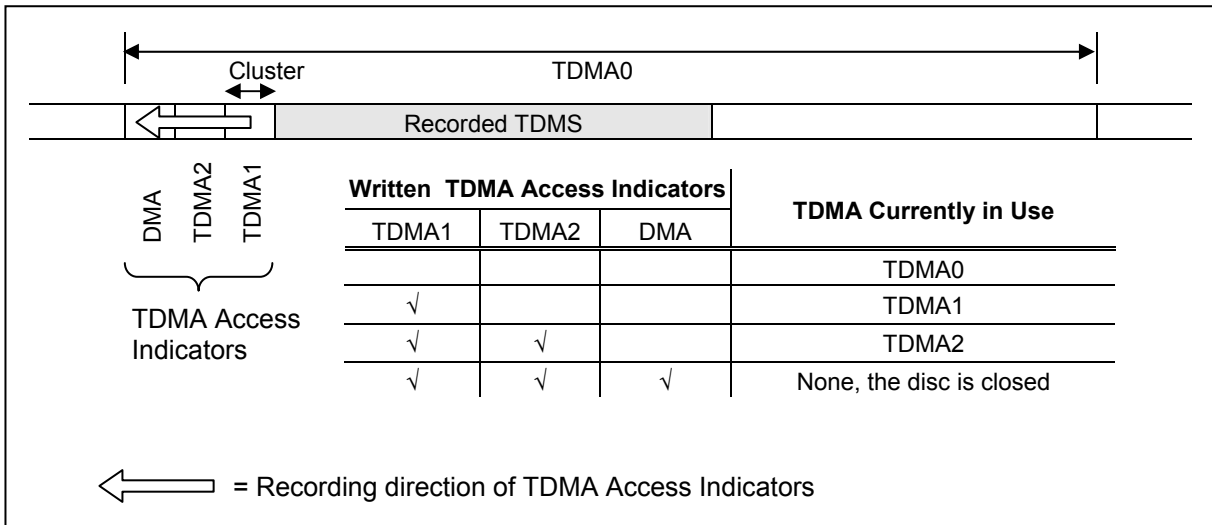 Cluster
TDMA0
Recorded TDMS
DMA
TDMA2
TDMA1
TDMA Access
Indicators
Written TDMA Access Indicators
TDMA Currently in Use
TDMA1 TDMA2 DMA
TDMA0
√ TDMA1
√ √ TDMA2
√ √ √ None, the disc is closed
= Recording direction of TDMA Access Indicators